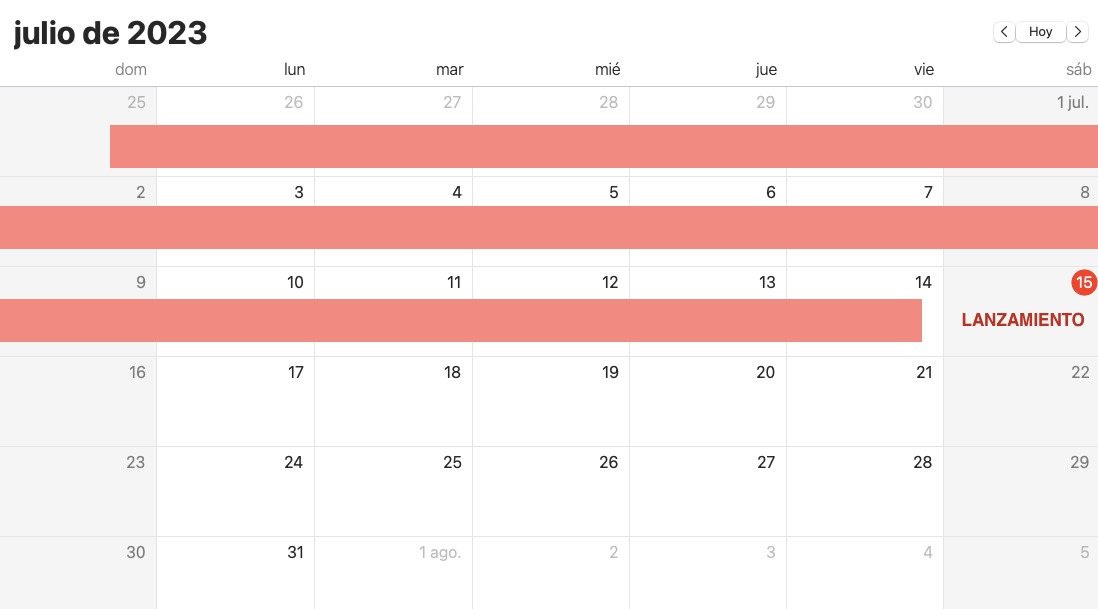 julio de 2023
Hoy
dom lun mar mié jue vie sáb
25 26 27 28 29 30 1 jul.
2 3 4 5 6 7 8
9 10 11 12 13 14 15
LANZAMIENTO
16 17 18 19 20 21 22
23 24 25 26 27 28 29
30 31 1 ago. 2 3 4 5